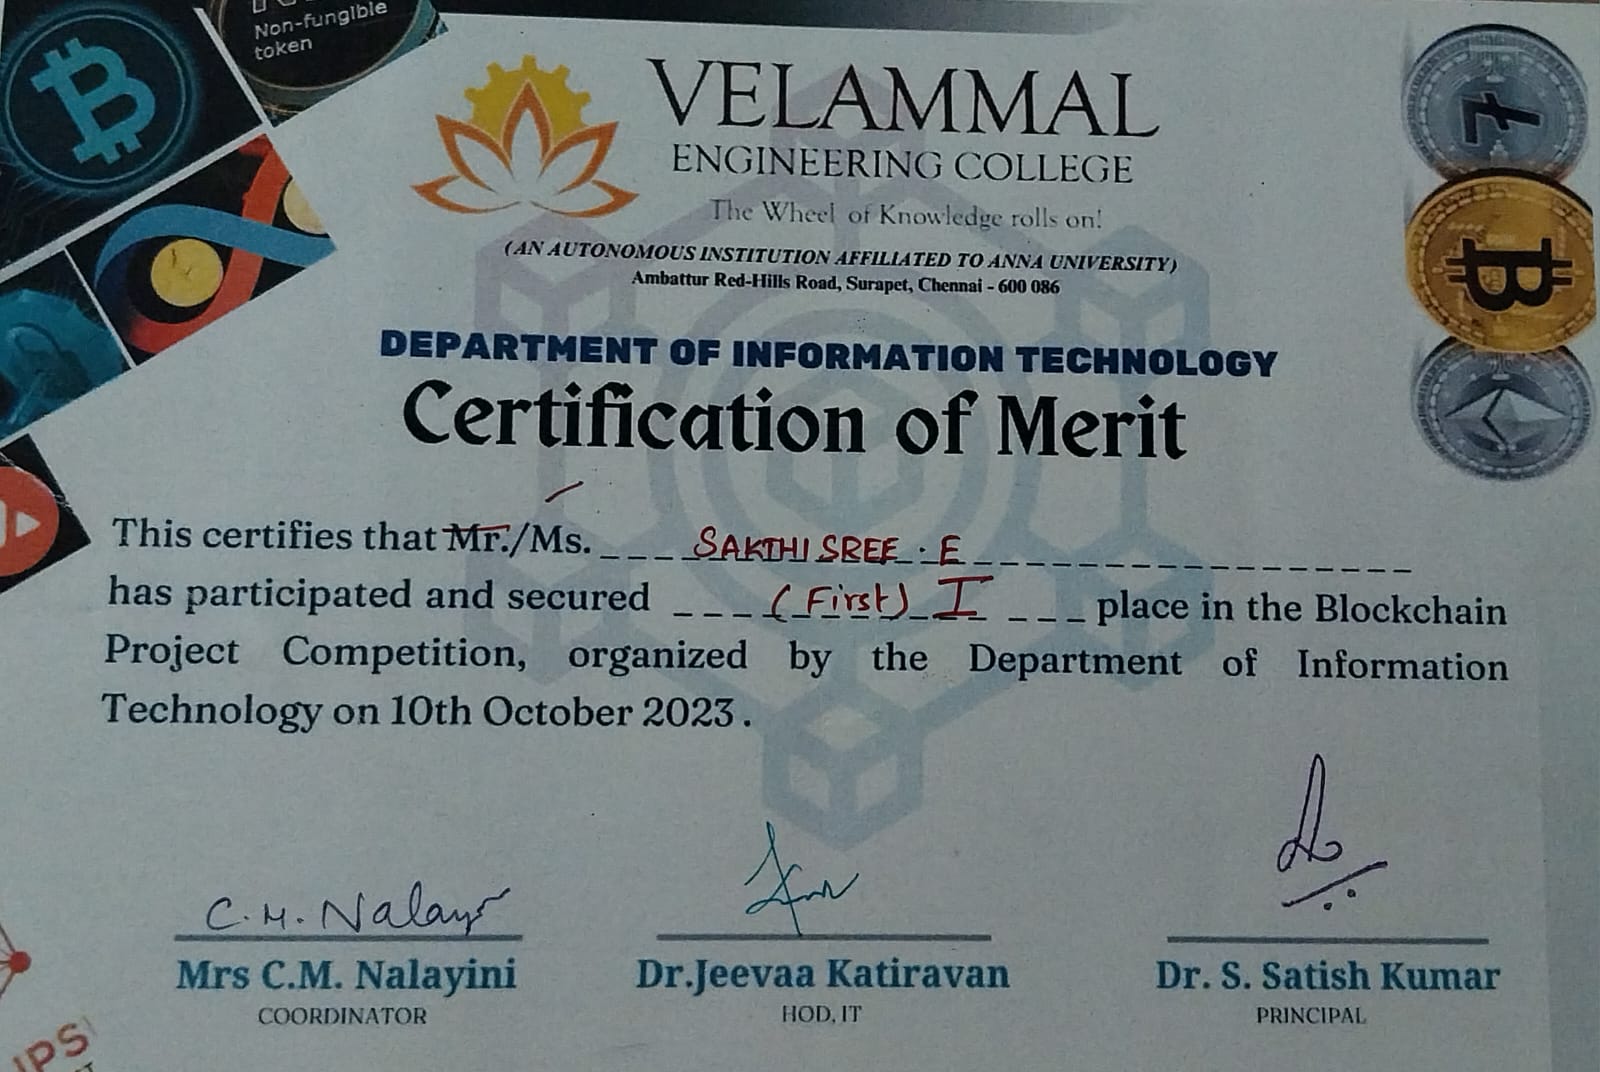 Non-fungible
token
VELAMMAL
ENGINEERING COLLEGE
The Wheel of Knowledge rolls on!
(AN AUTONOMOUS INSTITUTION AFFILIATED TO ANNA UNIVERSITY)
Ambattur Red-Hills Road, Surapet, Chennai - 600 086
DEPARTMENT OF INFORMATION TECHNOLOGY
Certification of Merit
This certifies that Mr./Ms. SAKTHI SREE . E
has participated and secured (First) I place in the Blockchain
Project Competition, organized by the Department of Information
Technology on 10th October 2023.
C.M. Nalayi
Mrs C.M. Nalayini
COORDINATOR
Dr.Jeevaa Katiravan
HOD, IT
Dr. S. Satish Kumar
PRINCIPAL